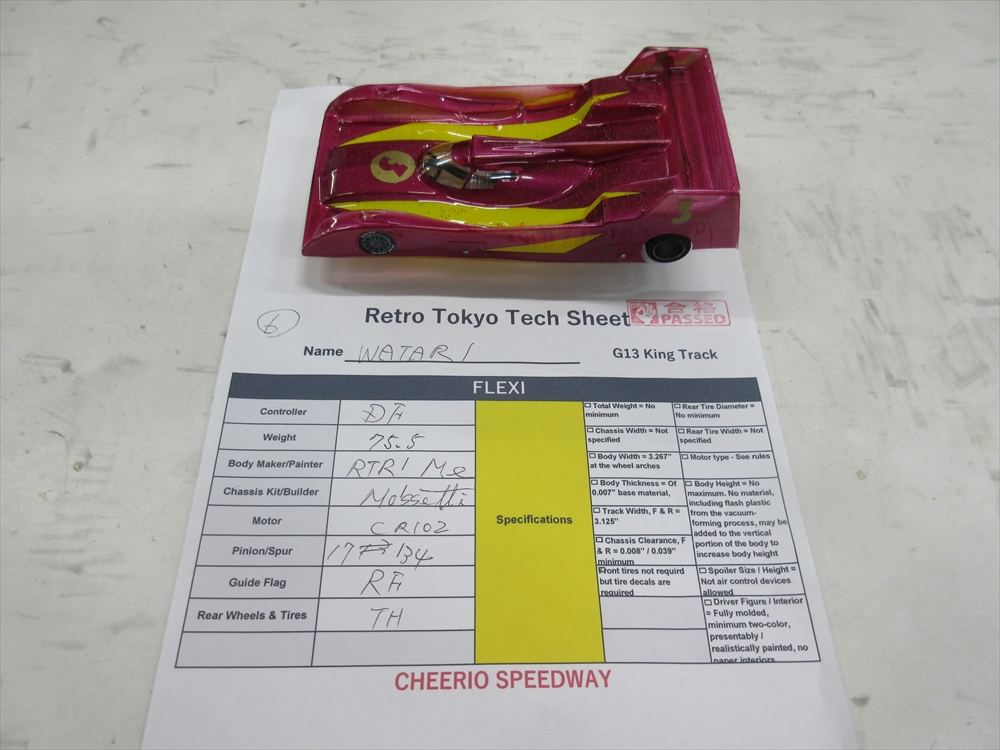 3
3
6
Retro Tokyo Tech Sheet
合格
PASSED
Name WATARI
G13 King Track
FLEXI
Controller DF
Weight 75.5
Body Maker/Painter RTR / Me
Chassis Kit/Builder Mossetti
Motor CR102
Pinion/Spur 17 34
Guide Flag RF
Rear Wheels & Tires TH
Specifications
☐ Total Weight = No
minimum
☐ Chassis Width = Not
specified
☐ Body Width = 3.267"
at the wheel arches
☐ Body Thickness = Of
0.007" base material,
☐ Track Width, F & R =
3.125"
☐ Chassis Clearance, F
& R = 0.008" / 0.039"
minimum
Ront tires not requird
but tire decals are
required
☐ Rear Tire Diameter =
No minimum
☐ Rear Tire Width = Not
specified
☐ Motor type - See rules
☐ Body Height = No
maximum. No material,
including flash plastic
from the vacuum-
forming process, may be
added to the vertical
portion of the body to
increase body height
☐ Spoiler Size / Height =
Not air control devices
allowed
☐ Driver Figure / Interior
= Fully molded,
minimum two-color,
presentably /
realistically painted, no
paper interiors
CHEERIO SPEEDWAY